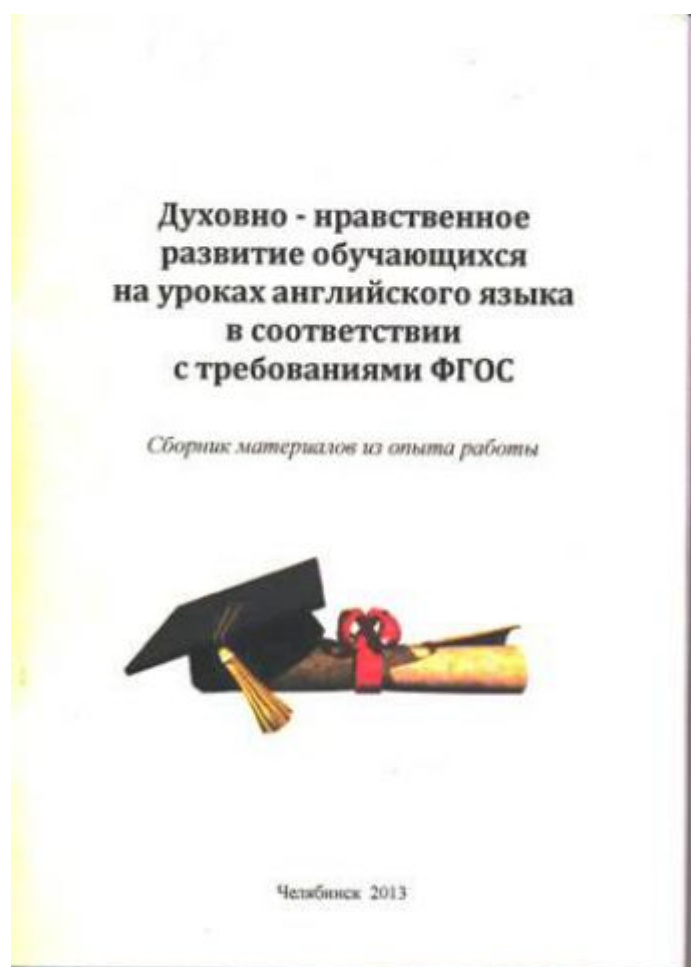 Духовно - нравственное
развитие обучающихся
на уроках английского языка
в соответствии
с требованиями ФГОС
Сборник материалов из опыта работы
Челябинск 2013